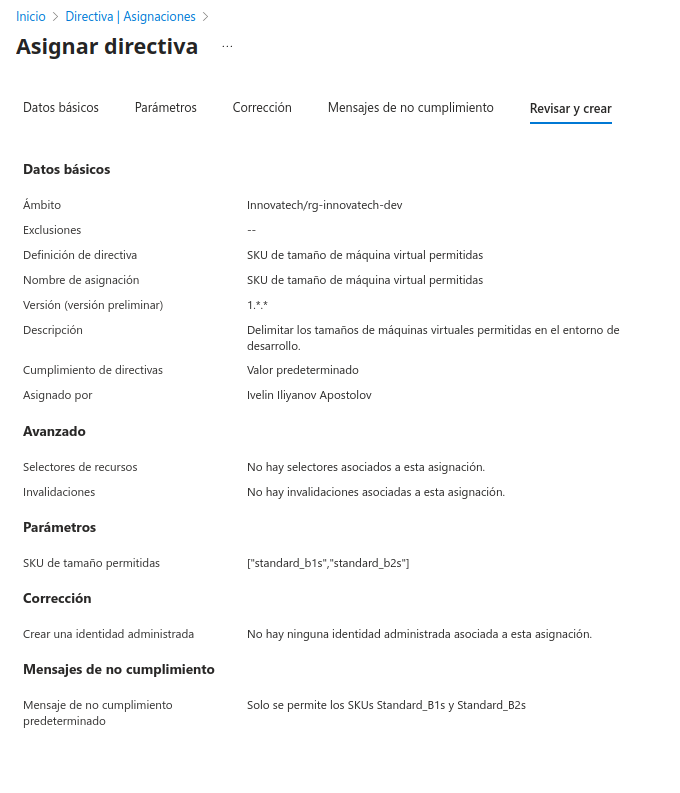 Inicio > Directiva | Asignaciones >
Asignar directiva ...
Datos básicos Parámetros Corrección Mensajes de no cumplimiento Revisar y crear
Datos básicos
Ámbito Innovatech/rg-innovatech-dev
Exclusiones --
Definición de directiva SKU de tamaño de máquina virtual permitidas
Nombre de asignación SKU de tamaño de máquina virtual permitidas
Versión (versión preliminar) 1.*.*
Descripción Delimitar los tamaños de máquinas virtuales permitidas en el entorno de
desarrollo.
Cumplimiento de directivas Valor predeterminado
Asignado por Ivelin Iliyanov Apostolov
Avanzado
Selectores de recursos No hay selectores asociados a esta asignación.
Invalidaciones No hay invalidaciones asociadas a esta asignación.
Parámetros
SKU de tamaño permitidas ["standard_b1s","standard_b2s"]
Corrección
Crear una identidad administrada No hay ninguna identidad administrada asociada a esta asignación.
Mensajes de no cumplimiento
Mensaje de no cumplimiento Solo se permite los SKUs Standard_B1s y Standard_B2s
predeterminado